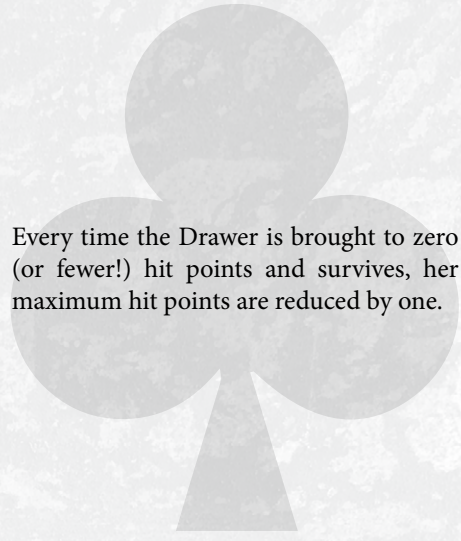 Every time the Drawer is brought to zero
(or fewer!) hit points and survives, her
maximum hit points are reduced by one.